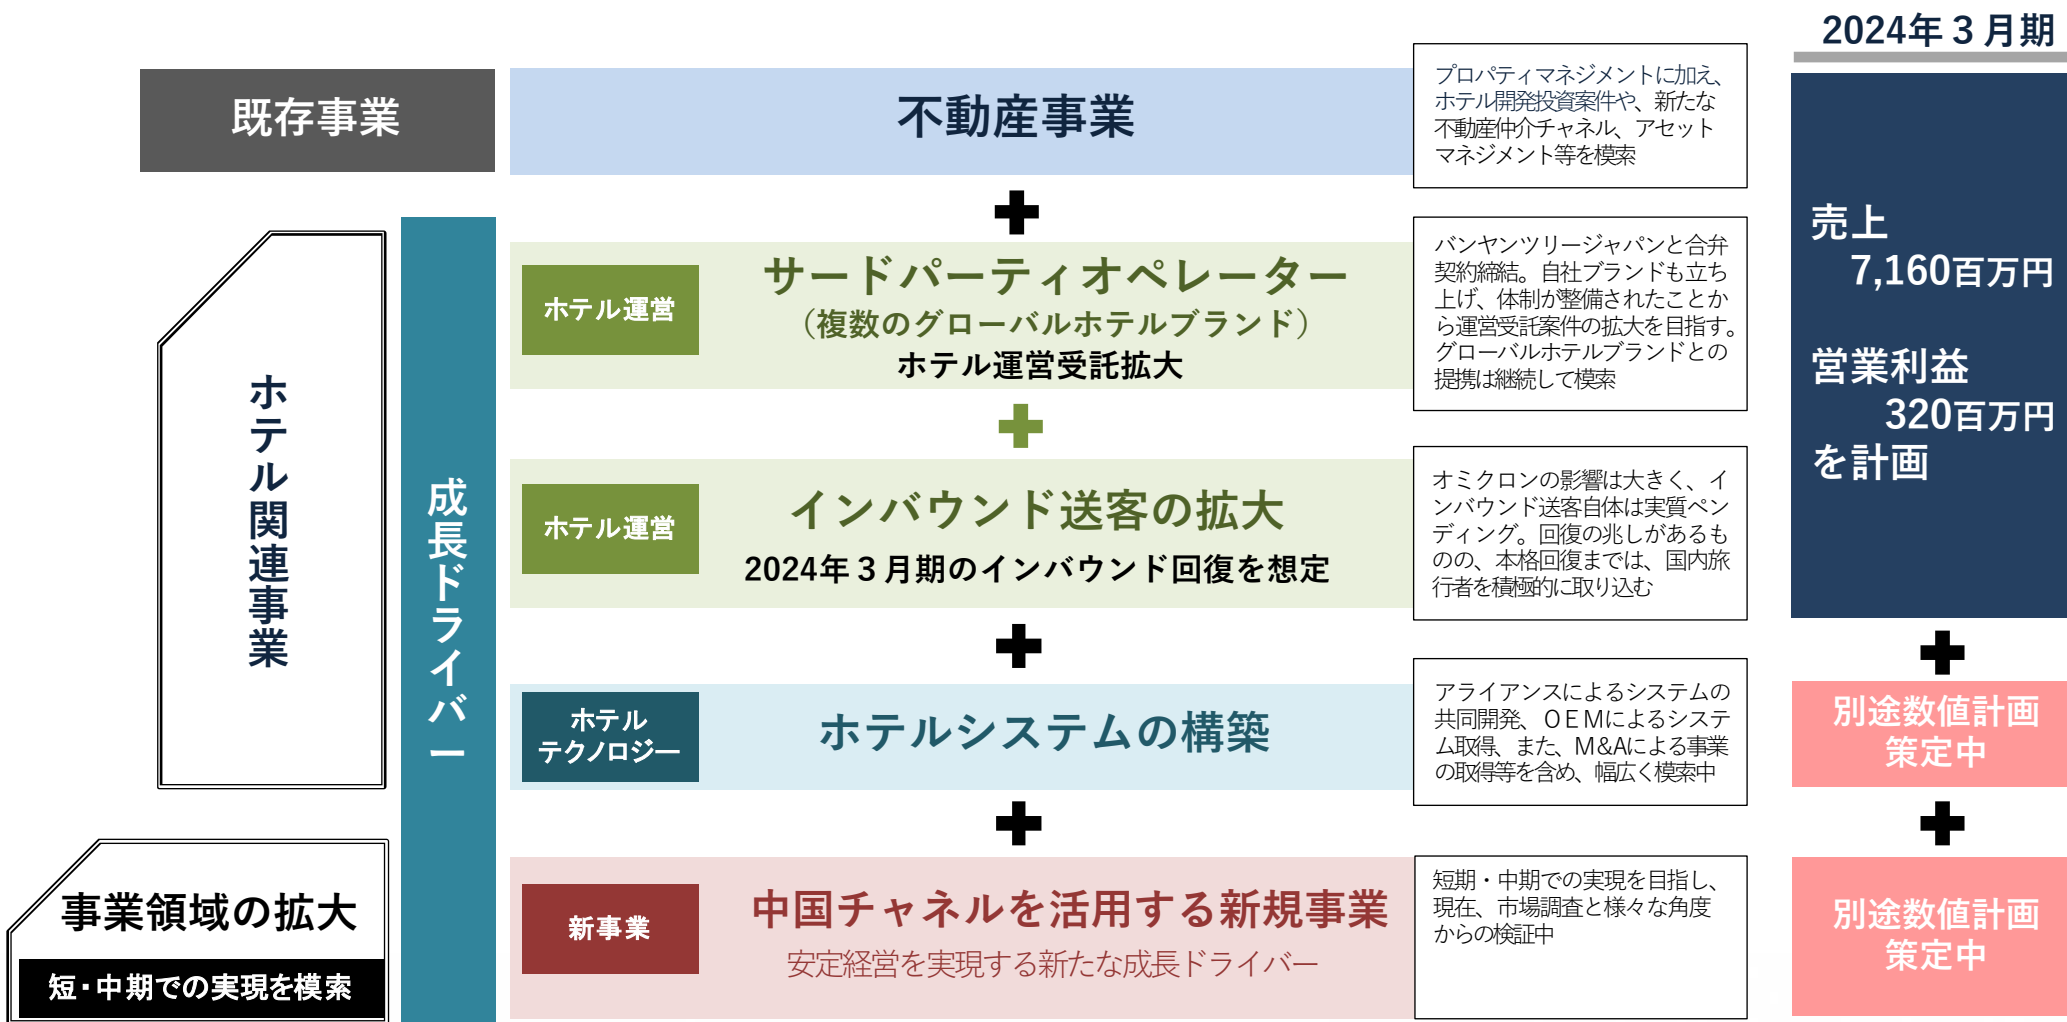 2024年３月期
既存事業
不動産事業
プロパティマネジメントに加え、
ホテル開発投資案件や、新たな
不動産仲介チャネル、アセット
マネジメント等を模索
売上
7,160百万円
営業利益
320百万円
を計画
ホテル関連事業
成長ドライバー
ホテル運営
サードパーティオペレーター
（複数のグローバルホテルブランド）
ホテル運営受託拡大
バンヤンツリージャパンと合弁
契約締結。自社ブランドも立ち
上げ、体制が整備されたことか
ら運営受託案件の拡大を目指す。
グローバルホテルブランドとの
提携は継続して模索
ホテル運営
インバウンド送客の拡大
2024年３月期のインバウンド回復を想定
オミクロンの影響は大きく、イ
ンバウンド送客自体は実質ペン
ディング。回復の兆しがあるも
のの、本格回復までは、国内旅
行者を積極的に取り込む
ホテル
テクノロジー
ホテルシステムの構築
アライアンスによるシステムの
共同開発、ＯＥＭによるシステ
ム取得、また、M&Aによる事業
の取得等を含め、幅広く模索中
別途数値計画
策定中
事業領域の拡大
短・中期での実現を模索
新事業
中国チャネルを活用する新規事業
安定経営を実現する新たな成長ドライバー
短期・中期での実現を目指し、
現在、市場調査と様々な角度
からの検証中
別途数値計画
策定中